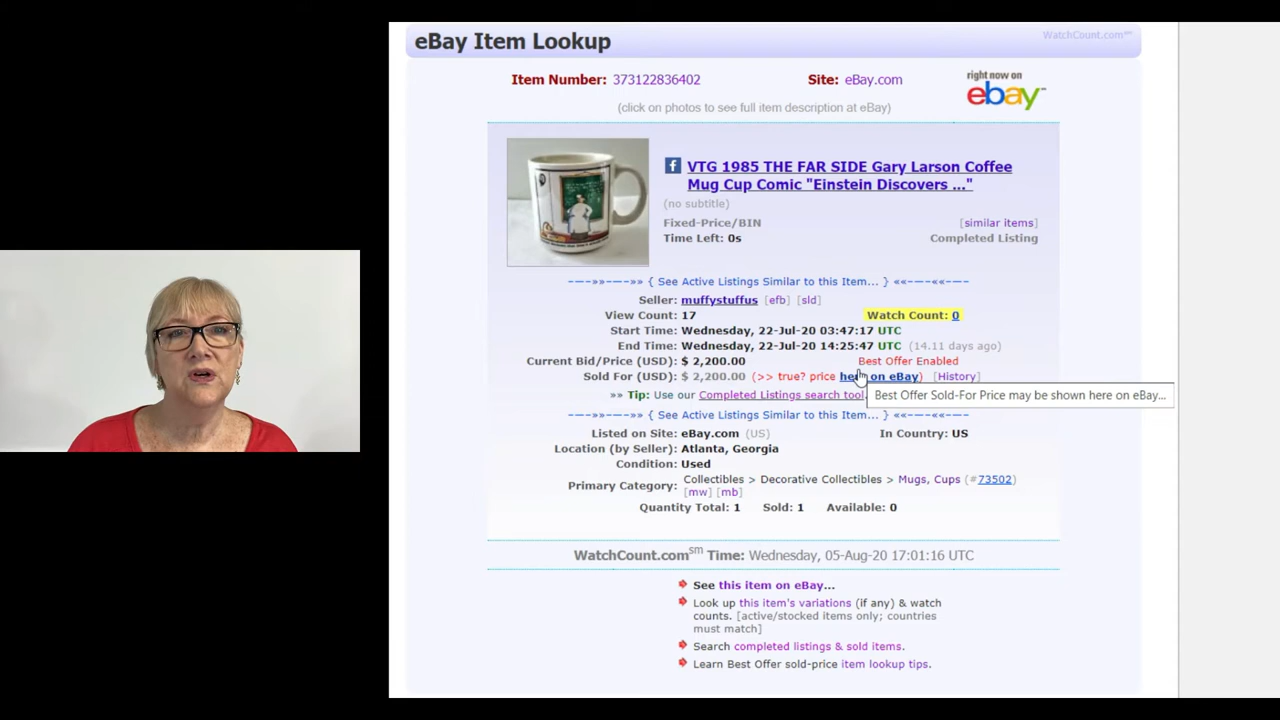 eBay Item Lookup
WatchCount.com℠
Item Number: 373122836402 Site: eBay.com
right now on
ebay™
(click on photos to see full item description at eBay)
VTG 1985 THE FAR SIDE Gary Larson Coffee
Mug Cup Comic "Einstein Discovers ..."
(no subtitle)
Fixed-Price/BIN [similar items]
Time Left: 0s Completed Listing
--—»»-—»» { See Active Listings Similar to this Item... } ««—-««—--
Seller: muffystuffus [efb] [sld]
View Count: 17 Watch Count: 0
Start Time: Wednesday, 22-Jul-20 03:47:17 UTC
End Time: Wednesday, 22-Jul-20 14:25:47 UTC (14.11 days ago)
Current Bid/Price (USD): $ 2,200.00 Best Offer Enabled
Sold For (USD): $ 2,200.00 (>> true? price here on eBay) [History]
»» Tip: Use our Completed Listings search tool.
Best Offer Sold-For Price may be shown here on eBay...
--—»»-—»» { See Active Listings Similar to this Item... } ««—-««—--
Listed on Site: eBay.com (US) In Country: US
Location (by Seller): Atlanta, Georgia
Condition: Used
Primary Category: Collectibles > Decorative Collectibles > Mugs, Cups (#73502)
[mw] [mb]
Quantity Total: 1 Sold: 1 Available: 0
WatchCount.com℠ Time: Wednesday, 05-Aug-20 17:01:16 UTC
See this item on eBay...
Look up this item's variations (if any) & watch
counts. [active/stocked items only; countries
must match]
Search completed listings & sold items.
Learn Best Offer sold-price item lookup tips.